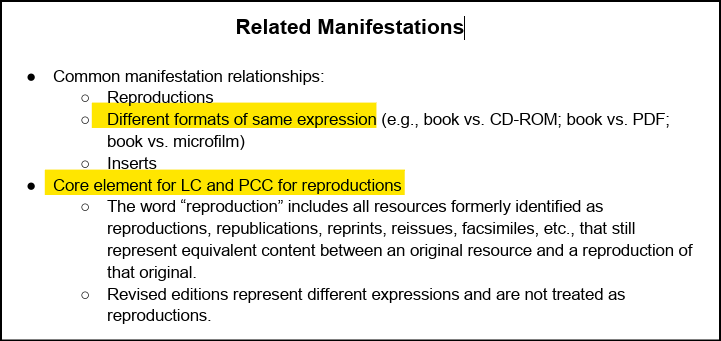 Related Manifestations
● Common manifestation relationships:
○ Reproductions
○ Different formats of same expression (e.g., book vs. CD-ROM; book vs. PDF;
book vs. microfilm)
○ Inserts
● Core element for LC and PCC for reproductions
○ The word “reproduction” includes all resources formerly identified as
reproductions, republications, reprints, reissues, facsimiles, etc., that still
represent equivalent content between an original resource and a reproduction of
that original.
○ Revised editions represent different expressions and are not treated as
reproductions.